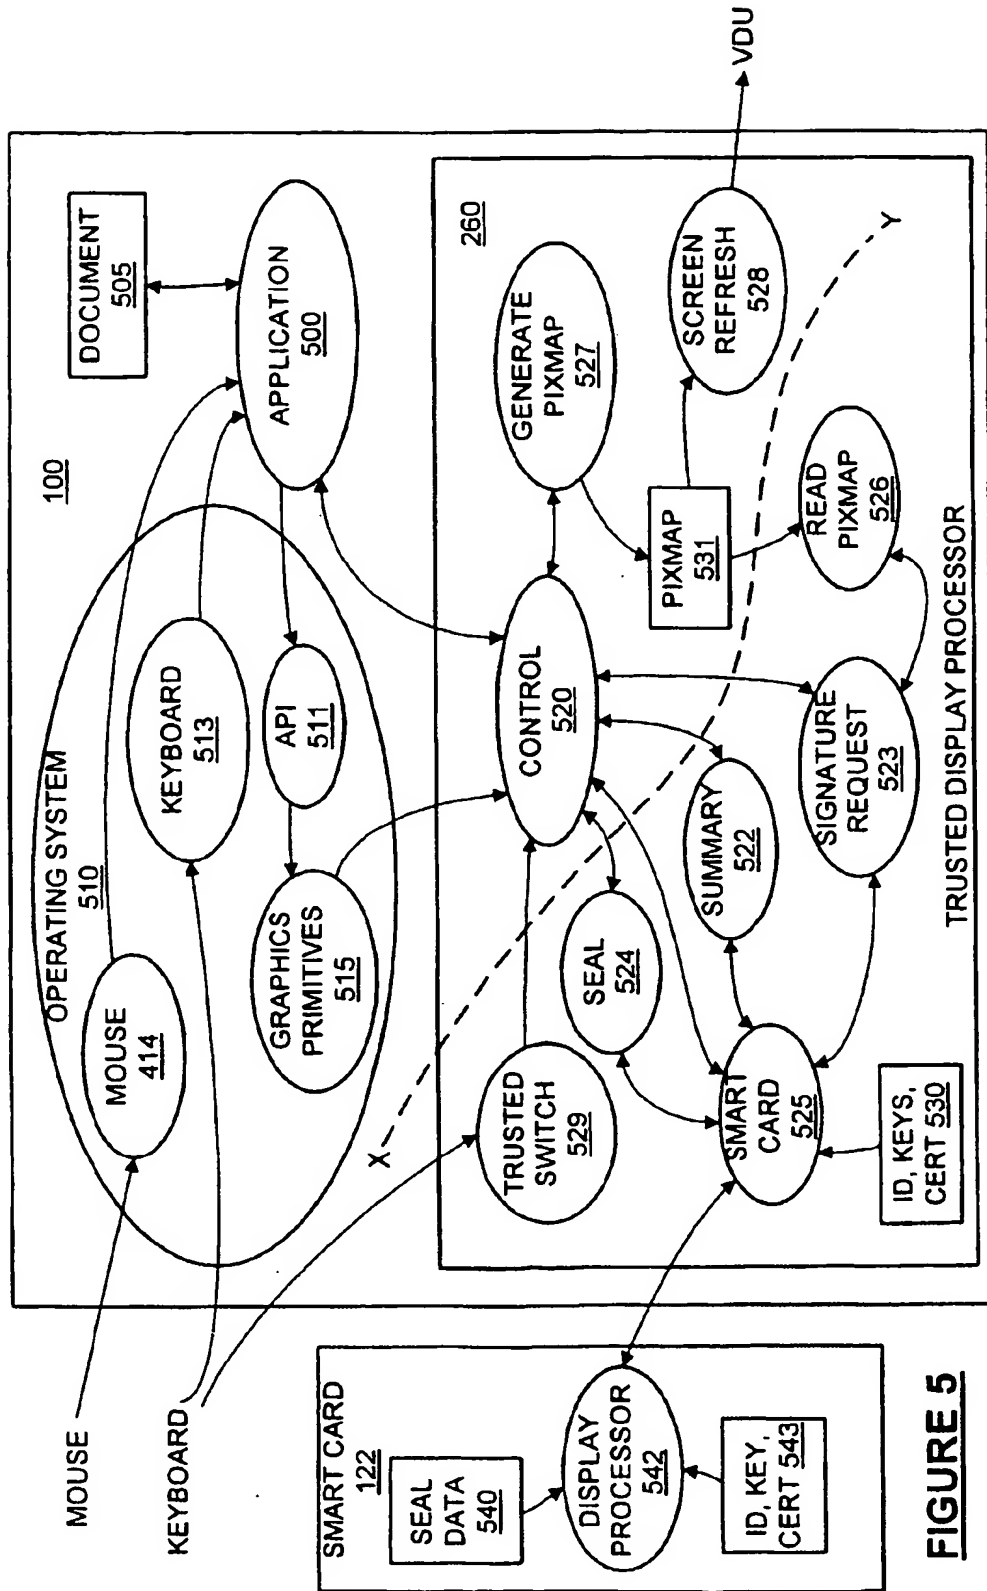 MOUSE
KEYBOARD
100
OPERATING SYSTEM
510
MOUSE
414
KEYBOARD
513
API
511
GRAPHICS
PRIMITIVES
515
DOCUMENT
505
APPLICATION
500
260
X
Y
TRUSTED
SWITCH
529
CONTROL
520
GENERATE
PIXMAP
527
PIXMAP
531
SCREEN
REFRESH
528
VDU
SEAL
524
SUMMARY
522
READ
PIXMAP
526
SMART
CARD
525
SIGNATURE
REQUEST
523
ID, KEYS,
CERT 530
TRUSTED DISPLAY PROCESSOR
SMART CARD
122
SEAL
DATA
540
DISPLAY
PROCESSOR
542
ID, KEY,
CERT 543
FIGURE 5